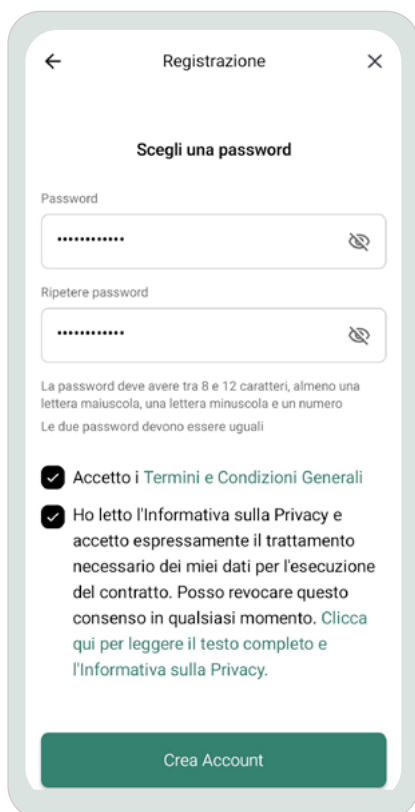 Registrazione
Scegli una password
Password
••••••••••••
Ripetere password
••••••••••••
La password deve avere tra 8 e 12 caratteri, almeno una
lettera maiuscola, una lettera minuscola e un numero
Le due password devono essere uguali
Accetto i Termini e Condizioni Generali
Ho letto l'Informativa sulla Privacy e
accetto espressamente il trattamento
necessario dei miei dati per l'esecuzione
del contratto. Posso revocare questo
consenso in qualsiasi momento. Clicca
qui per leggere il testo completo e
l'Informativa sulla Privacy.
Crea Account